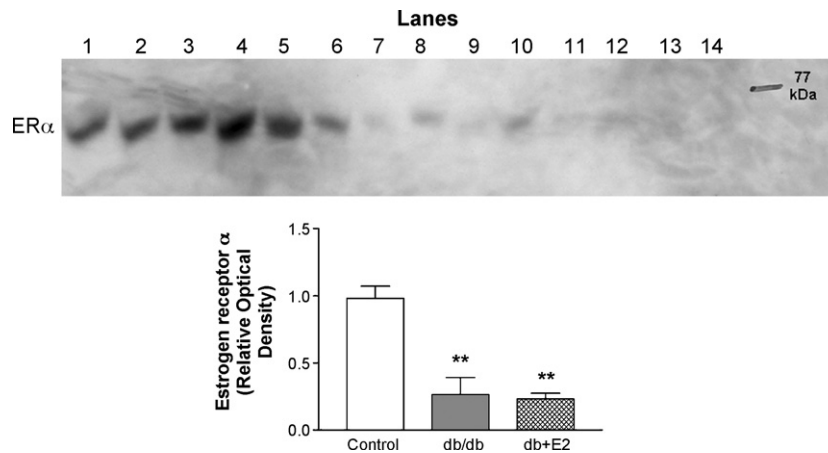 Lanes
1 2 3 4 5 6 7 8 9 10 11 12 13 14
77
kDa
ERα
Estrogen receptor α
(Relative Optical
Density)
1.5
1.0
0.5
0.0
** **
Control db/db db+E2